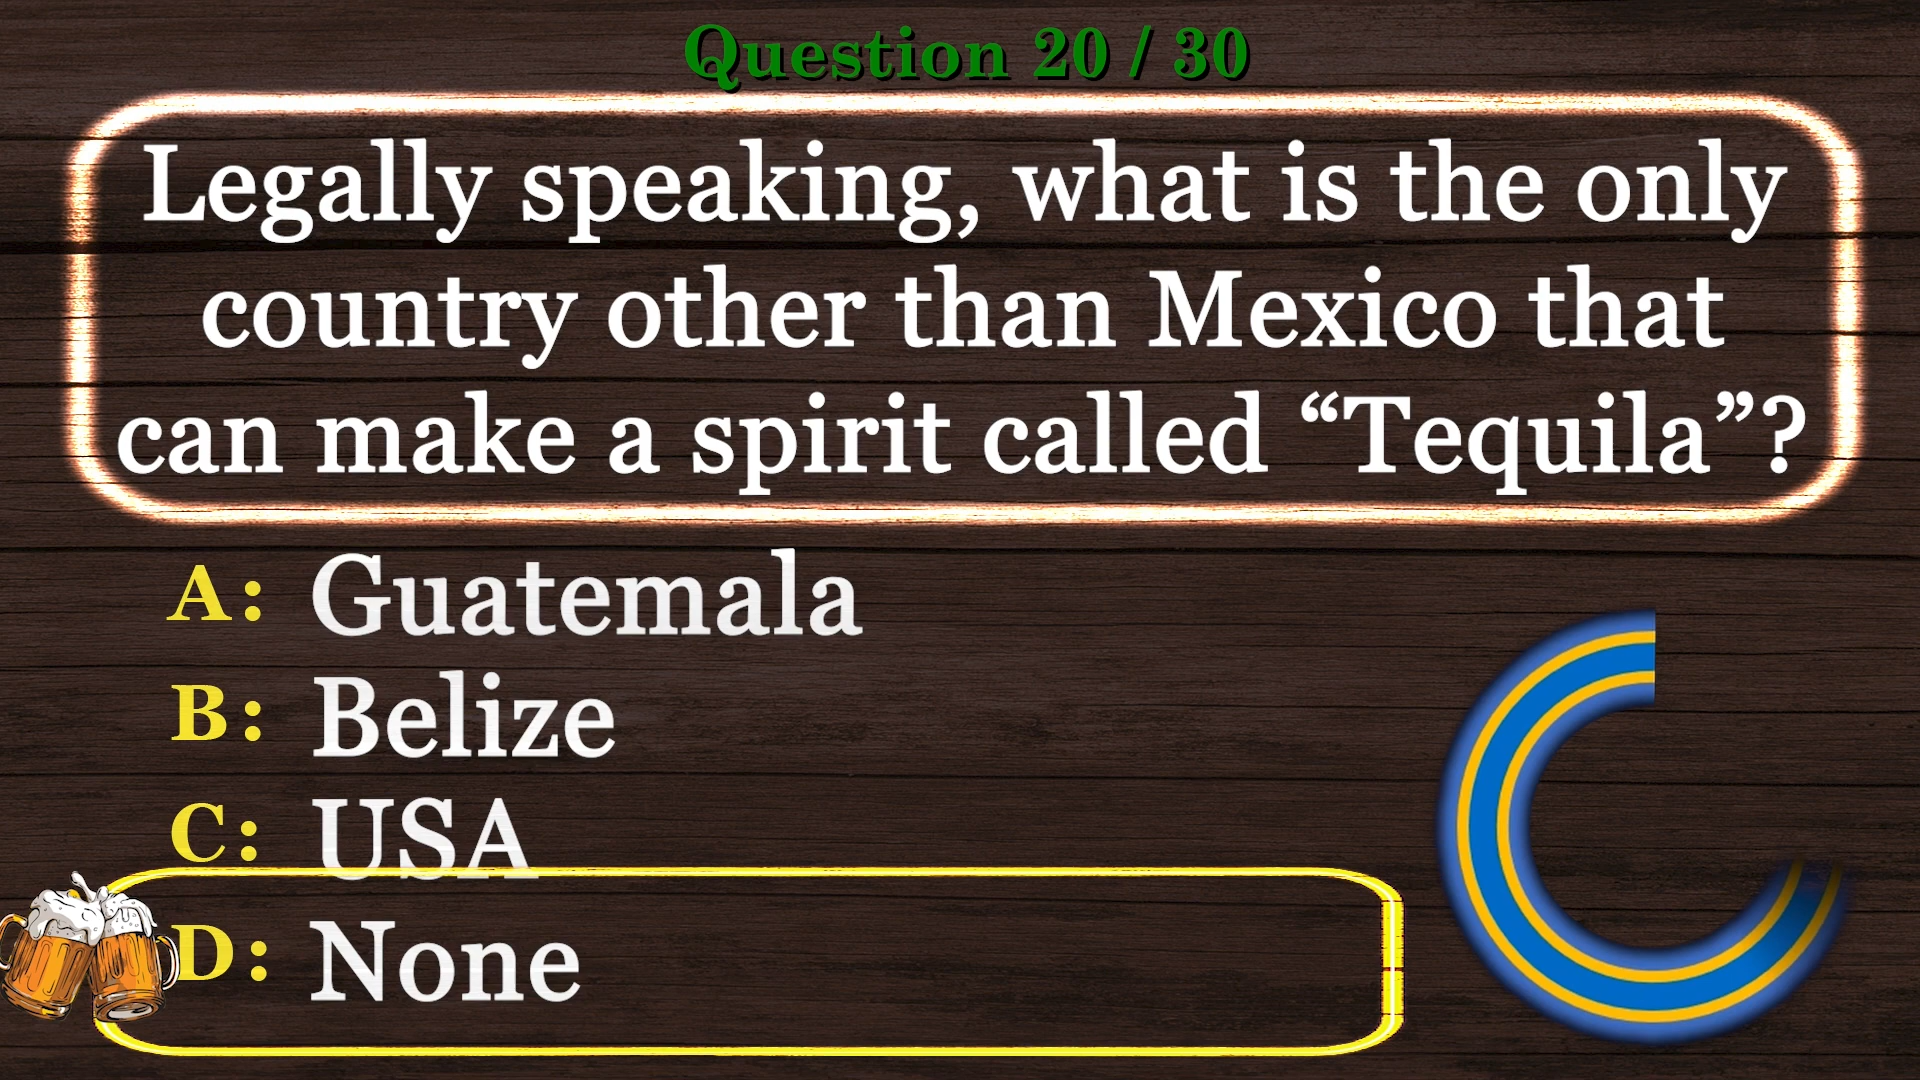 Question 20 / 30
Legally speaking, what is the only
country other than Mexico that
can make a spirit called “Tequila”?
A: Guatemala
B: Belize
C: USA
D: None